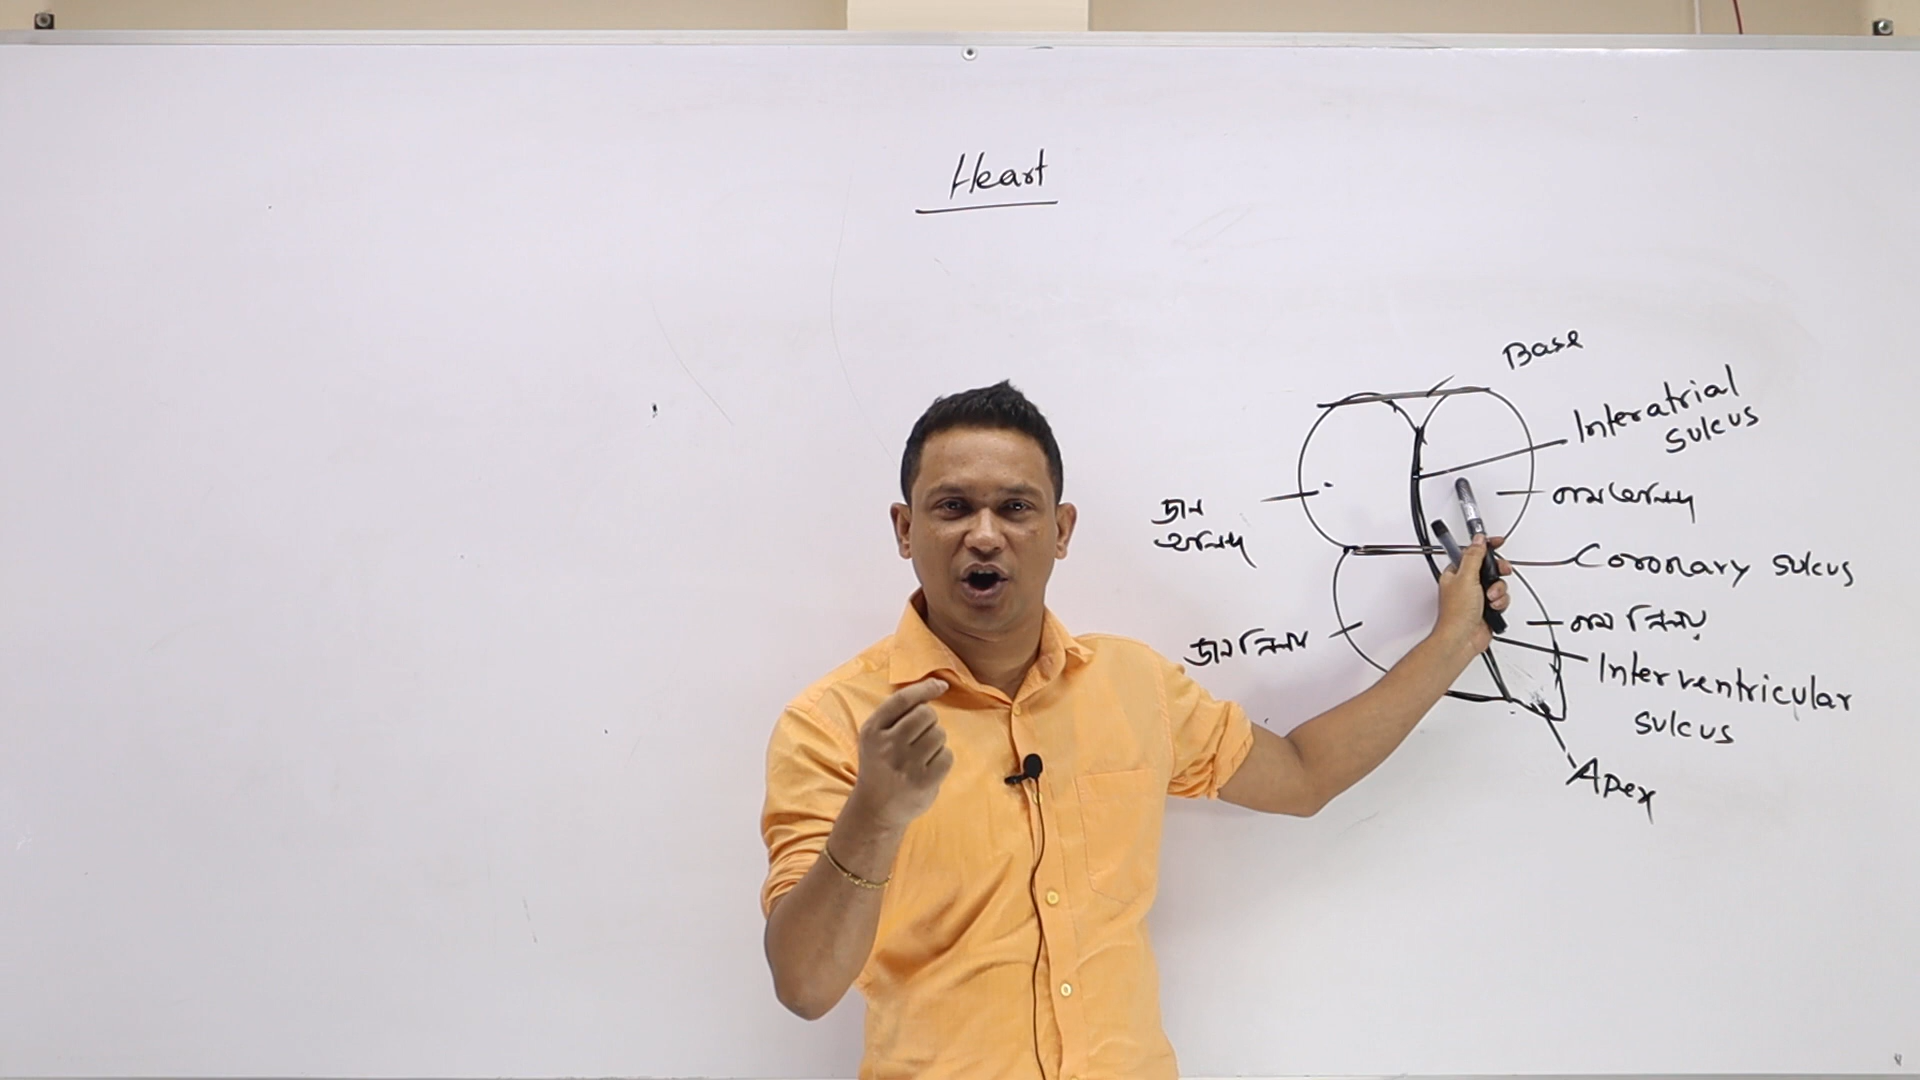 Heart
Base
Interatrial
Sulcus
ডান
অলিন্দ
বাম অলিন্দ
Coronary sulcus
ডান নিলয়
বাম নিলয়
Interventricular
sulcus
Apex